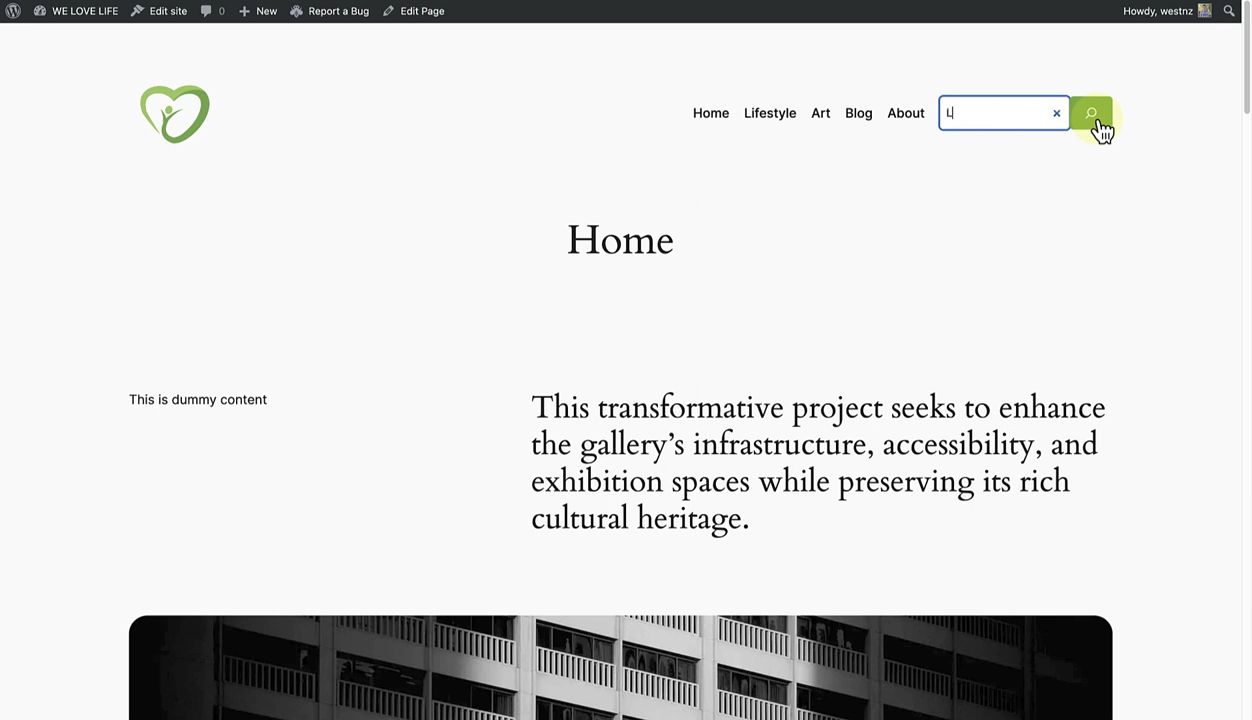 WE LOVE LIFE Edit site 0 New Report a Bug Edit Page Howdy, westnz
Home Lifestyle Art Blog About L
Home
This is dummy content
This transformative project seeks to enhance
the gallery’s infrastructure, accessibility, and
exhibition spaces while preserving its rich
cultural heritage.